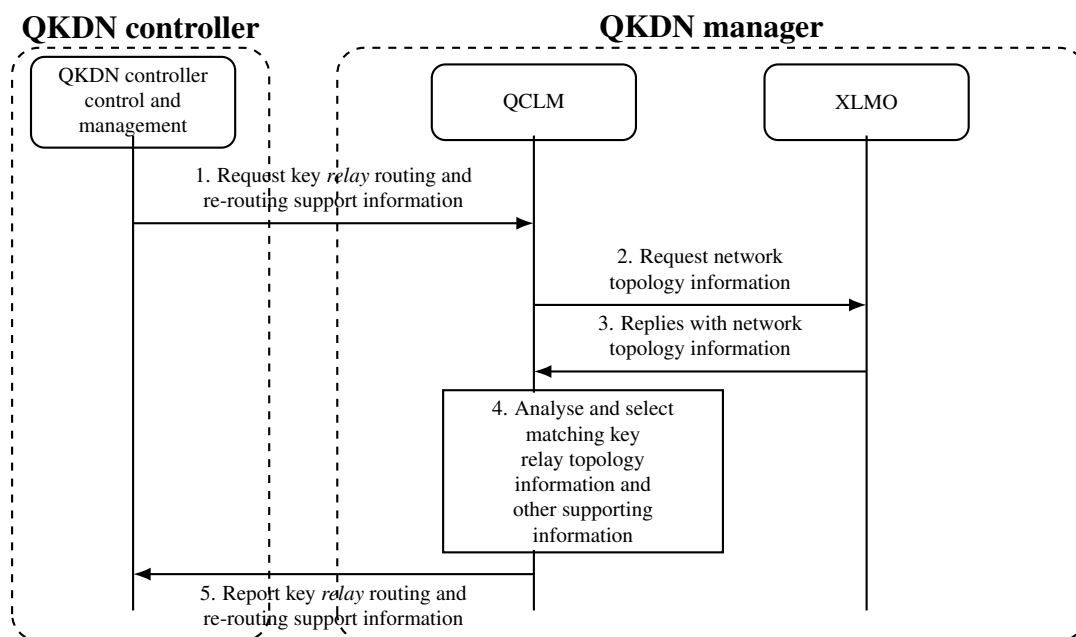 QKDN controller
QKDN manager
QKDN controller
control and
management
QCLM
XLMO
1. Request key relay routing and
re-routing support information
2. Request network
topology information
3. Replies with network
topology information
4. Analyse and select
matching key
relay topology
information and
other supporting
information
5. Report key relay routing and
re-routing support information